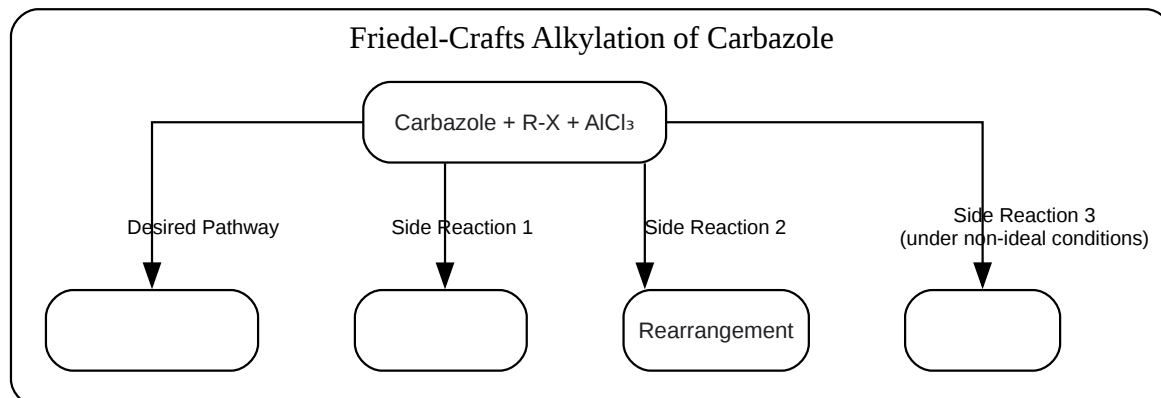 Friedel-Crafts Alkylation of Carbazole
Carbazole + R-X + AlCl₃
Desired Pathway
Side Reaction 1
Side Reaction 2
Side Reaction 3
(under non-ideal conditions)
Rearrangement